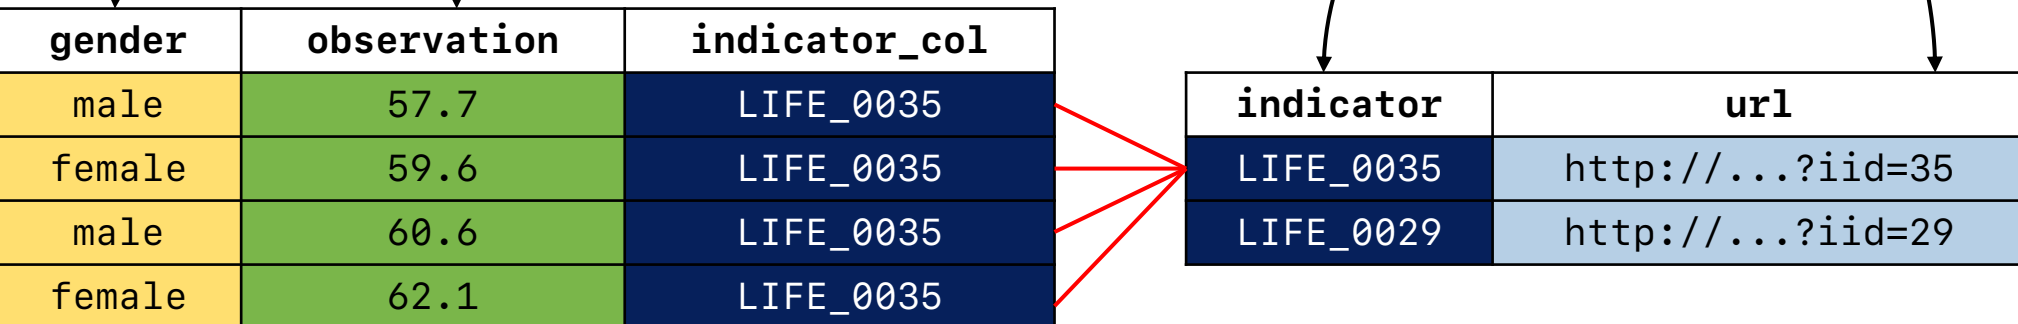 gender observation indicator_col
male 57.7 LIFE_0035 indicator url
female 59.6 LIFE_0035 LIFE_0035 http://...?iid=35
male 60.6 LIFE_0035 LIFE_0029 http://...?iid=29
female 62.1 LIFE_0035